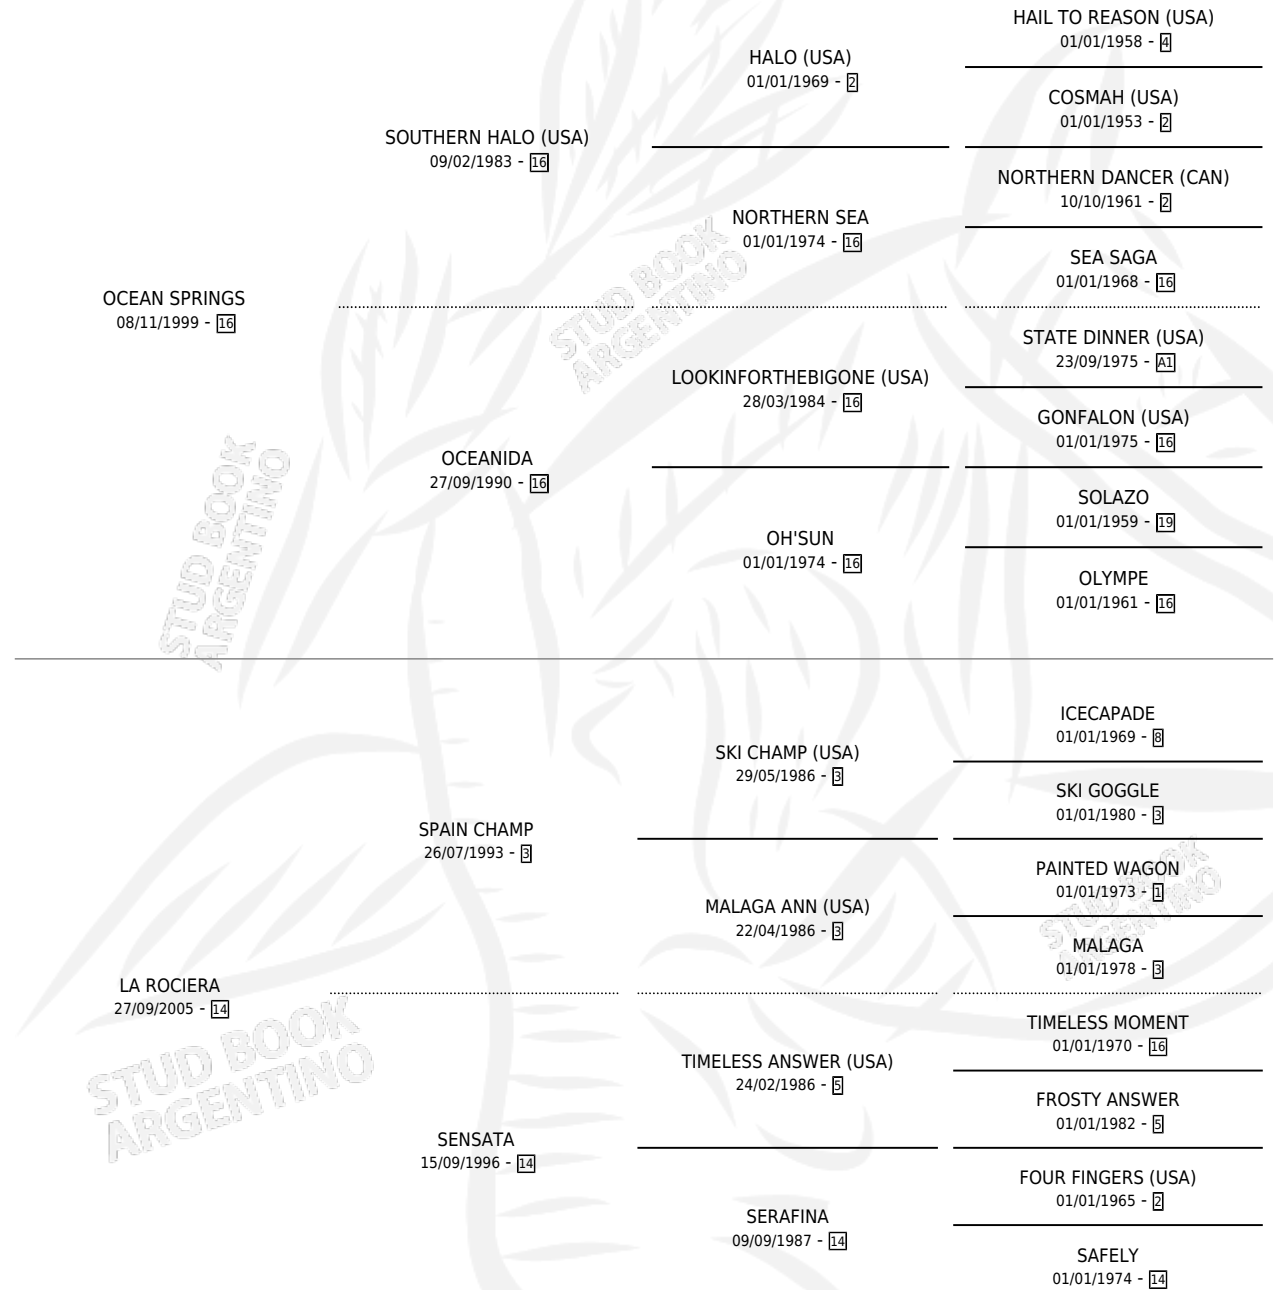 HAIL TO REASON (USA)
01/01/1958 - 4
HALO (USA)
01/01/1969 - 2
COSMAH (USA)
01/01/1953 - 2
SOUTHERN HALO (USA)
09/02/1983 - 16
NORTHERN DANCER (CAN)
10/10/1961 - 2
NORTHERN SEA
01/01/1974 - 16
SEA SAGA
01/01/1968 - 16
OCEAN SPRINGS
08/11/1999 - 16
STUD BOOK
ARGENTINO
STATE DINNER (USA)
23/09/1975 - A1
LOOKINFORTHEBIGONE (USA)
28/03/1984 - 16
GONFALON (USA)
01/01/1975 - 16
OCEANIDA
27/09/1990 - 16
SOLAZO
01/01/1959 - 19
OH'SUN
01/01/1974 - 16
OLYMPE
01/01/1961 - 16
STUD BOOK
ARGENTINO
ICECAPADE
01/01/1969 - 8
SKI CHAMP (USA)
29/05/1986 - 3
SKI GOGGLE
01/01/1980 - 3
SPAIN CHAMP
26/07/1993 - 3
PAINTED WAGON
01/01/1973 - 1
MALAGA ANN (USA)
22/04/1986 - 3
MALAGA
01/01/1978 - 3
STUD BOOK
ARGENTINO
LA ROCIERA
27/09/2005 - 14
TIMELESS MOMENT
01/01/1970 - 16
TIMELESS ANSWER (USA)
24/02/1986 - 5
FROSTY ANSWER
01/01/1982 - 5
STUD BOOK
ARGENTINO
SENSATA
15/09/1996 - 14
FOUR FINGERS (USA)
01/01/1965 - 2
SERAFINA
09/09/1987 - 14
SAFELY
01/01/1974 - 14